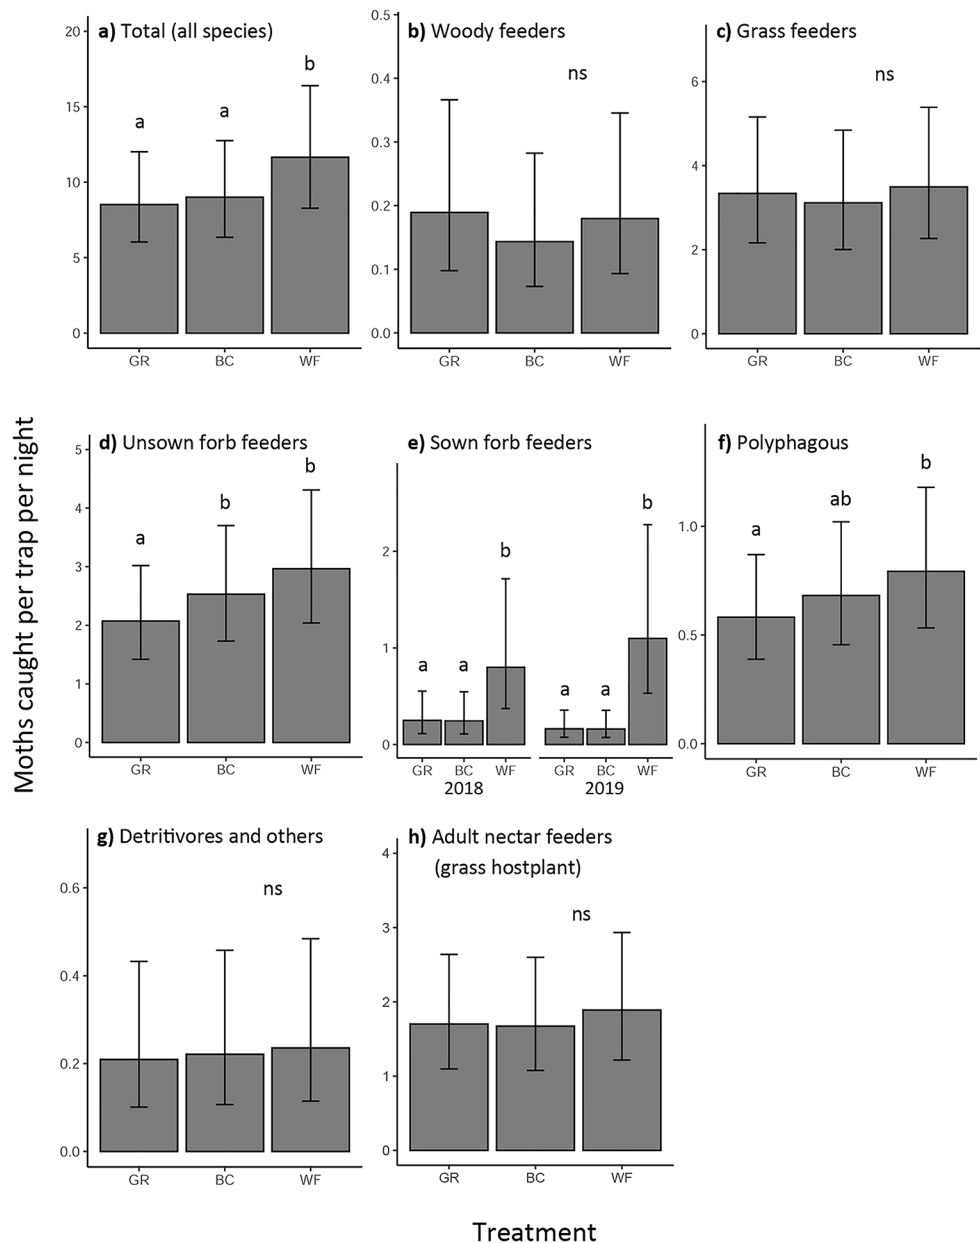 a) Total (all species)
20
15
10
5
0
a
a
b
GR BC WF
b) Woody feeders
0.5
0.4
0.3
0.2
0.1
0.0
ns
GR BC WF
c) Grass feeders
6
4
2
0
ns
GR BC WF
Moths caught per trap per night
d) Unsown forb feeders
5
4
3
2
1
0
a
b
b
GR BC WF
e) Sown forb feeders
2
1
0
a a b
a a b
GR BC WF GR BC WF
2018 2019
f) Polyphagous
1.0
0.5
0.0
a
ab
b
GR BC WF
g) Detritivores and others
0.6
0.4
0.2
0.0
ns
GR BC WF
h) Adult nectar feeders
(grass hostplant)
4
3
2
1
0
ns
GR BC WF
Treatment